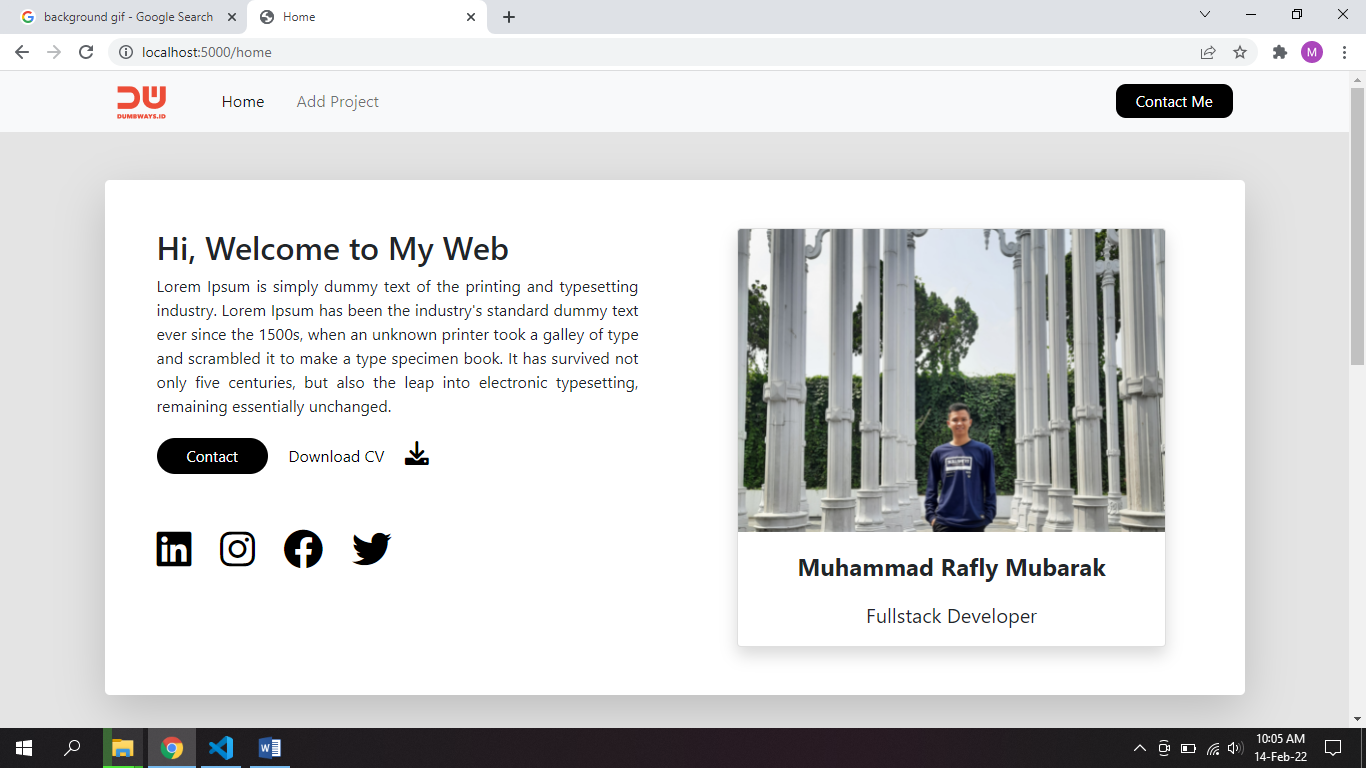 background gif - Google Search
Home
localhost:5000/home
M
DW
DUMBWAYS.ID
Home
Add Project
Contact Me
Hi, Welcome to My Web
Lorem Ipsum is simply dummy text of the printing and typesetting
industry. Lorem Ipsum has been the industry's standard dummy text
ever since the 1500s, when an unknown printer took a galley of type
and scrambled it to make a type specimen book. It has survived not
only five centuries, but also the leap into electronic typesetting,
remaining essentially unchanged.
Contact
Download CV
Muhammad Rafly Mubarak
Fullstack Developer
10:05 AM
14-Feb-22